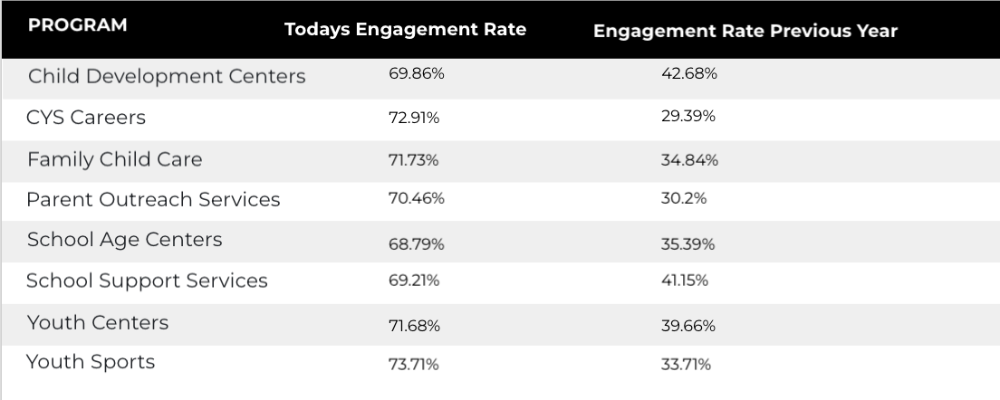 PROGRAM Todays Engagement Rate Engagement Rate Previous Year
Child Development Centers 69.86% 42.68%
CYS Careers 72.91% 29.39%
Family Child Care 71.73% 34.84%
Parent Outreach Services 70.46% 30.2%
School Age Centers 68.79% 35.39%
School Support Services 69.21% 41.15%
Youth Centers 71.68% 39.66%
Youth Sports 73.71% 33.71%